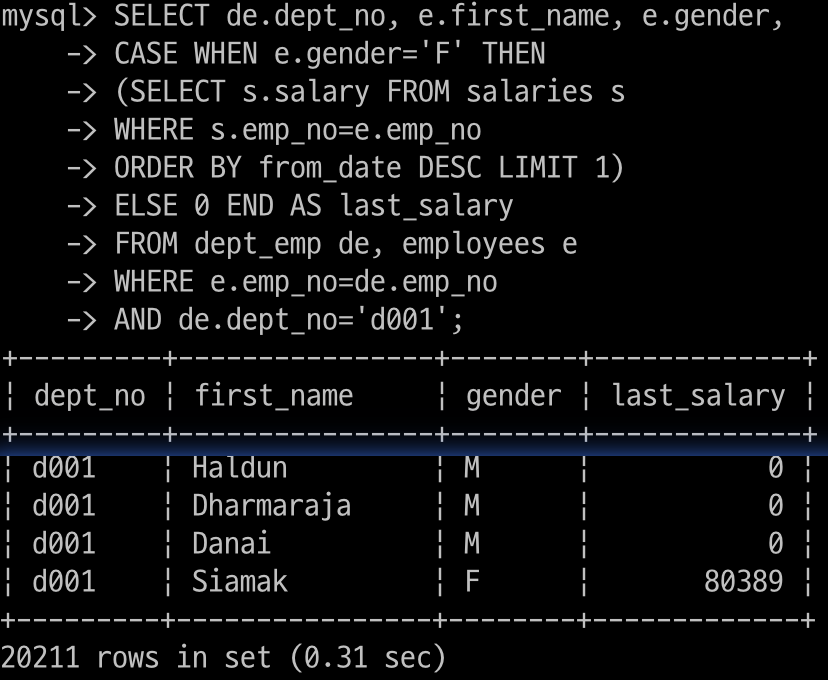 mysql> SELECT de.dept_no, e.first_name, e.gender,
    -> CASE WHEN e.gender='F' THEN
    -> (SELECT s.salary FROM salaries s
    -> WHERE s.emp_no=e.emp_no
    -> ORDER BY from_date DESC LIMIT 1)
    -> ELSE 0 END AS last_salary
    -> FROM dept_emp de, employees e
    -> WHERE e.emp_no=de.emp_no
    -> AND de.dept_no='d001';
+---------+----------------+--------+-------------+
| dept_no | first_name     | gender | last_salary |
+---------+----------------+--------+-------------+
| d001    | Haldun         | M      |           0 |
| d001    | Dharmaraja     | M      |           0 |
| d001    | Danai          | M      |           0 |
| d001    | Siamak         | F      |       80389 |
+---------+----------------+--------+-------------+
20211 rows in set (0.31 sec)